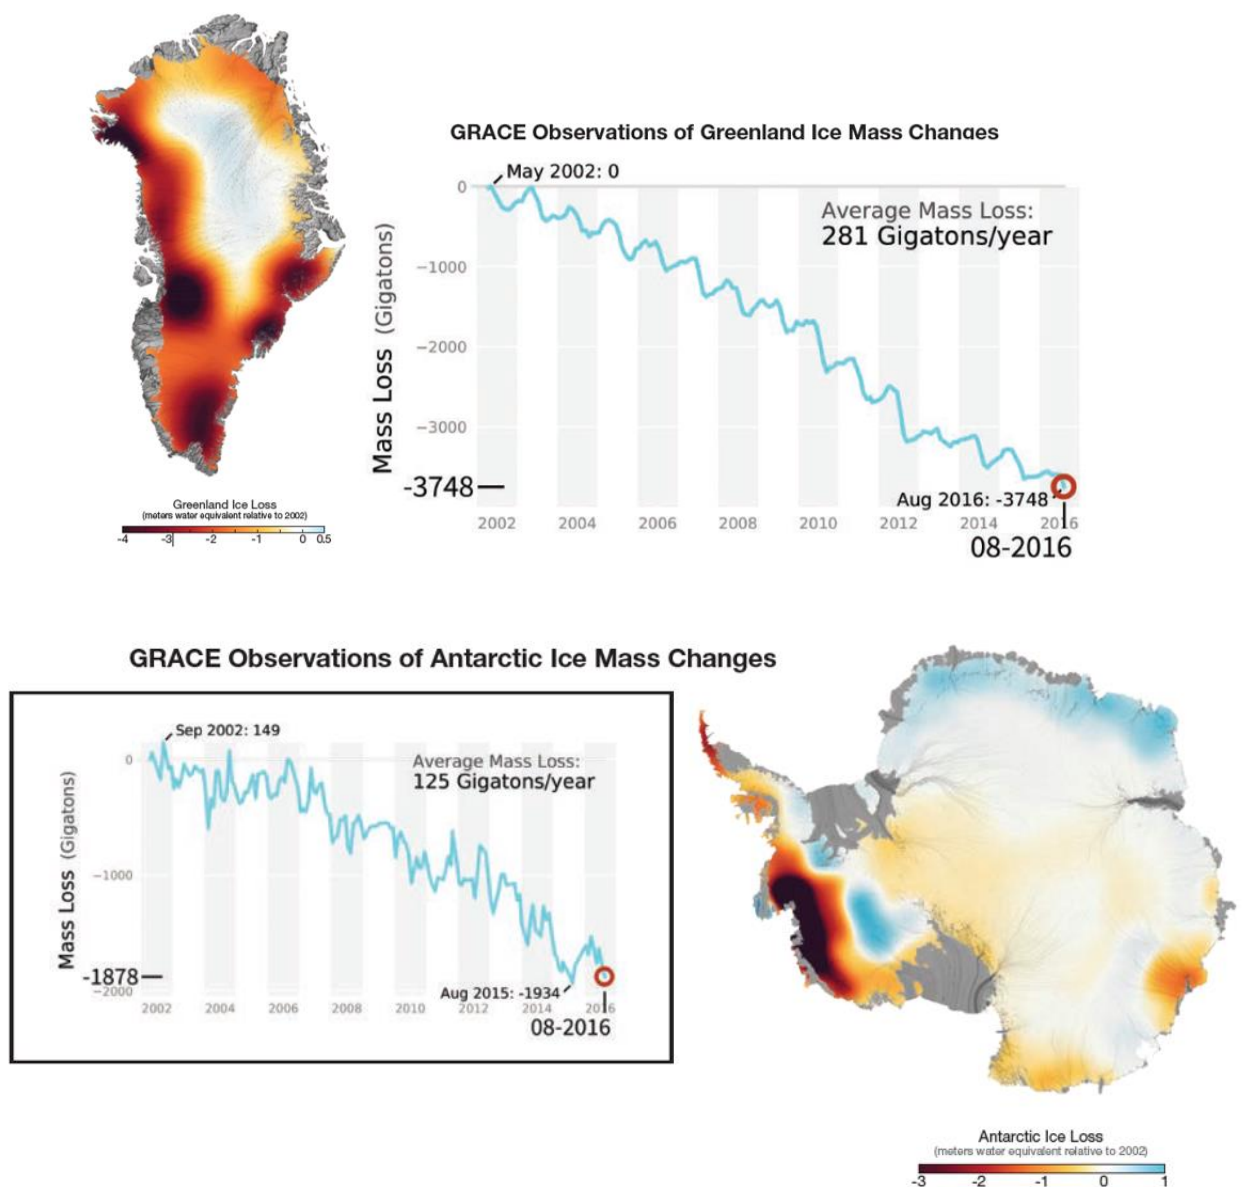 GRACE Observations of Greenland Ice Mass Changes
May 2002: 0
0
Average Mass Loss:
281 Gigatons/year
−1000
−2000
−3000
Mass Loss (Gigatons)
-3748
Aug 2016: -3748
2002 2004 2006 2008 2010 2012 2014 2016
08-2016
Greenland Ice Loss
(meters water equivalent relative to 2002)
-4 -3 -2 -1 0 0.5
GRACE Observations of Antarctic Ice Mass Changes
Sep 2002: 149
0
Average Mass Loss:
125 Gigatons/year
−1000
Mass Loss (Gigatons)
-1878
−2000
Aug 2015: -1934
2002 2004 2006 2008 2010 2012 2014 2016
08-2016
Antarctic Ice Loss
(meters water equivalent relative to 2002)
-3 -2 -1 0 1